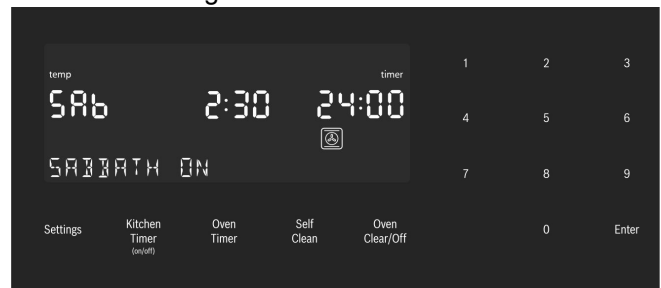 temp timer
SAb 2:30 24:00
SABBATH ON
1 2 3
4 5 6
7 8 9
0 Enter
Settings
Kitchen
Timer
(on/off)
Oven
Timer
Self
Clean
Oven
Clear/Off